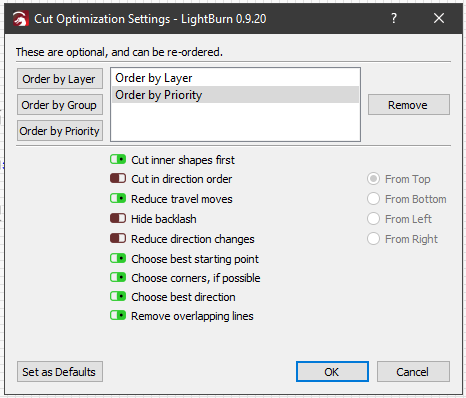 Cut Optimization Settings - LightBurn 0.9.20
These are optional, and can be re-ordered.
Order by Layer
Order by Group
Order by Priority
Order by Layer
Order by Priority
Remove
Cut inner shapes first
Cut in direction order
From Top
Reduce travel moves
From Bottom
Hide backlash
From Left
Reduce direction changes
From Right
Choose best starting point
Choose corners, if possible
Choose best direction
Remove overlapping lines
Set as Defaults
OK
Cancel